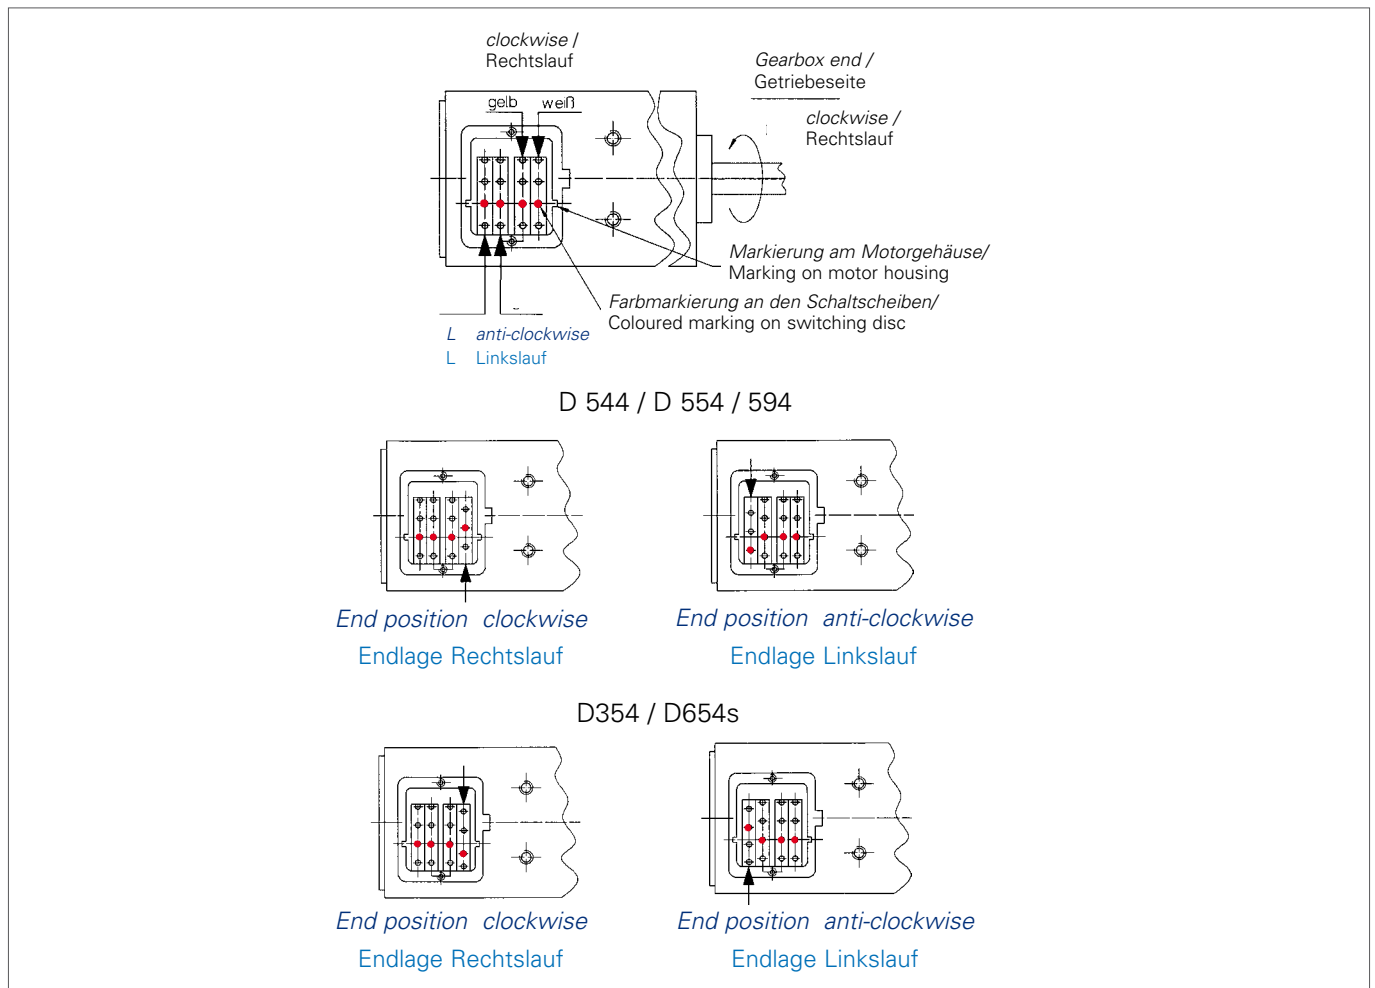 clockwise /
Rechtslauf
Gearbox end /
Getriebeseite
clockwise /
Rechtslauf
gelb weiß
Markierung am Motorgehäuse/
Marking on motor housing
Farbmarkierung an den Schaltscheiben/
Coloured marking on switching disc
L anti-clockwise
L Linkslauf
D 544 / D 554 / 594
End position clockwise
Endlage Rechtslauf
End position anti-clockwise
Endlage Linkslauf
D354 / D654s
End position clockwise
Endlage Rechtslauf
End position anti-clockwise
Endlage Linkslauf